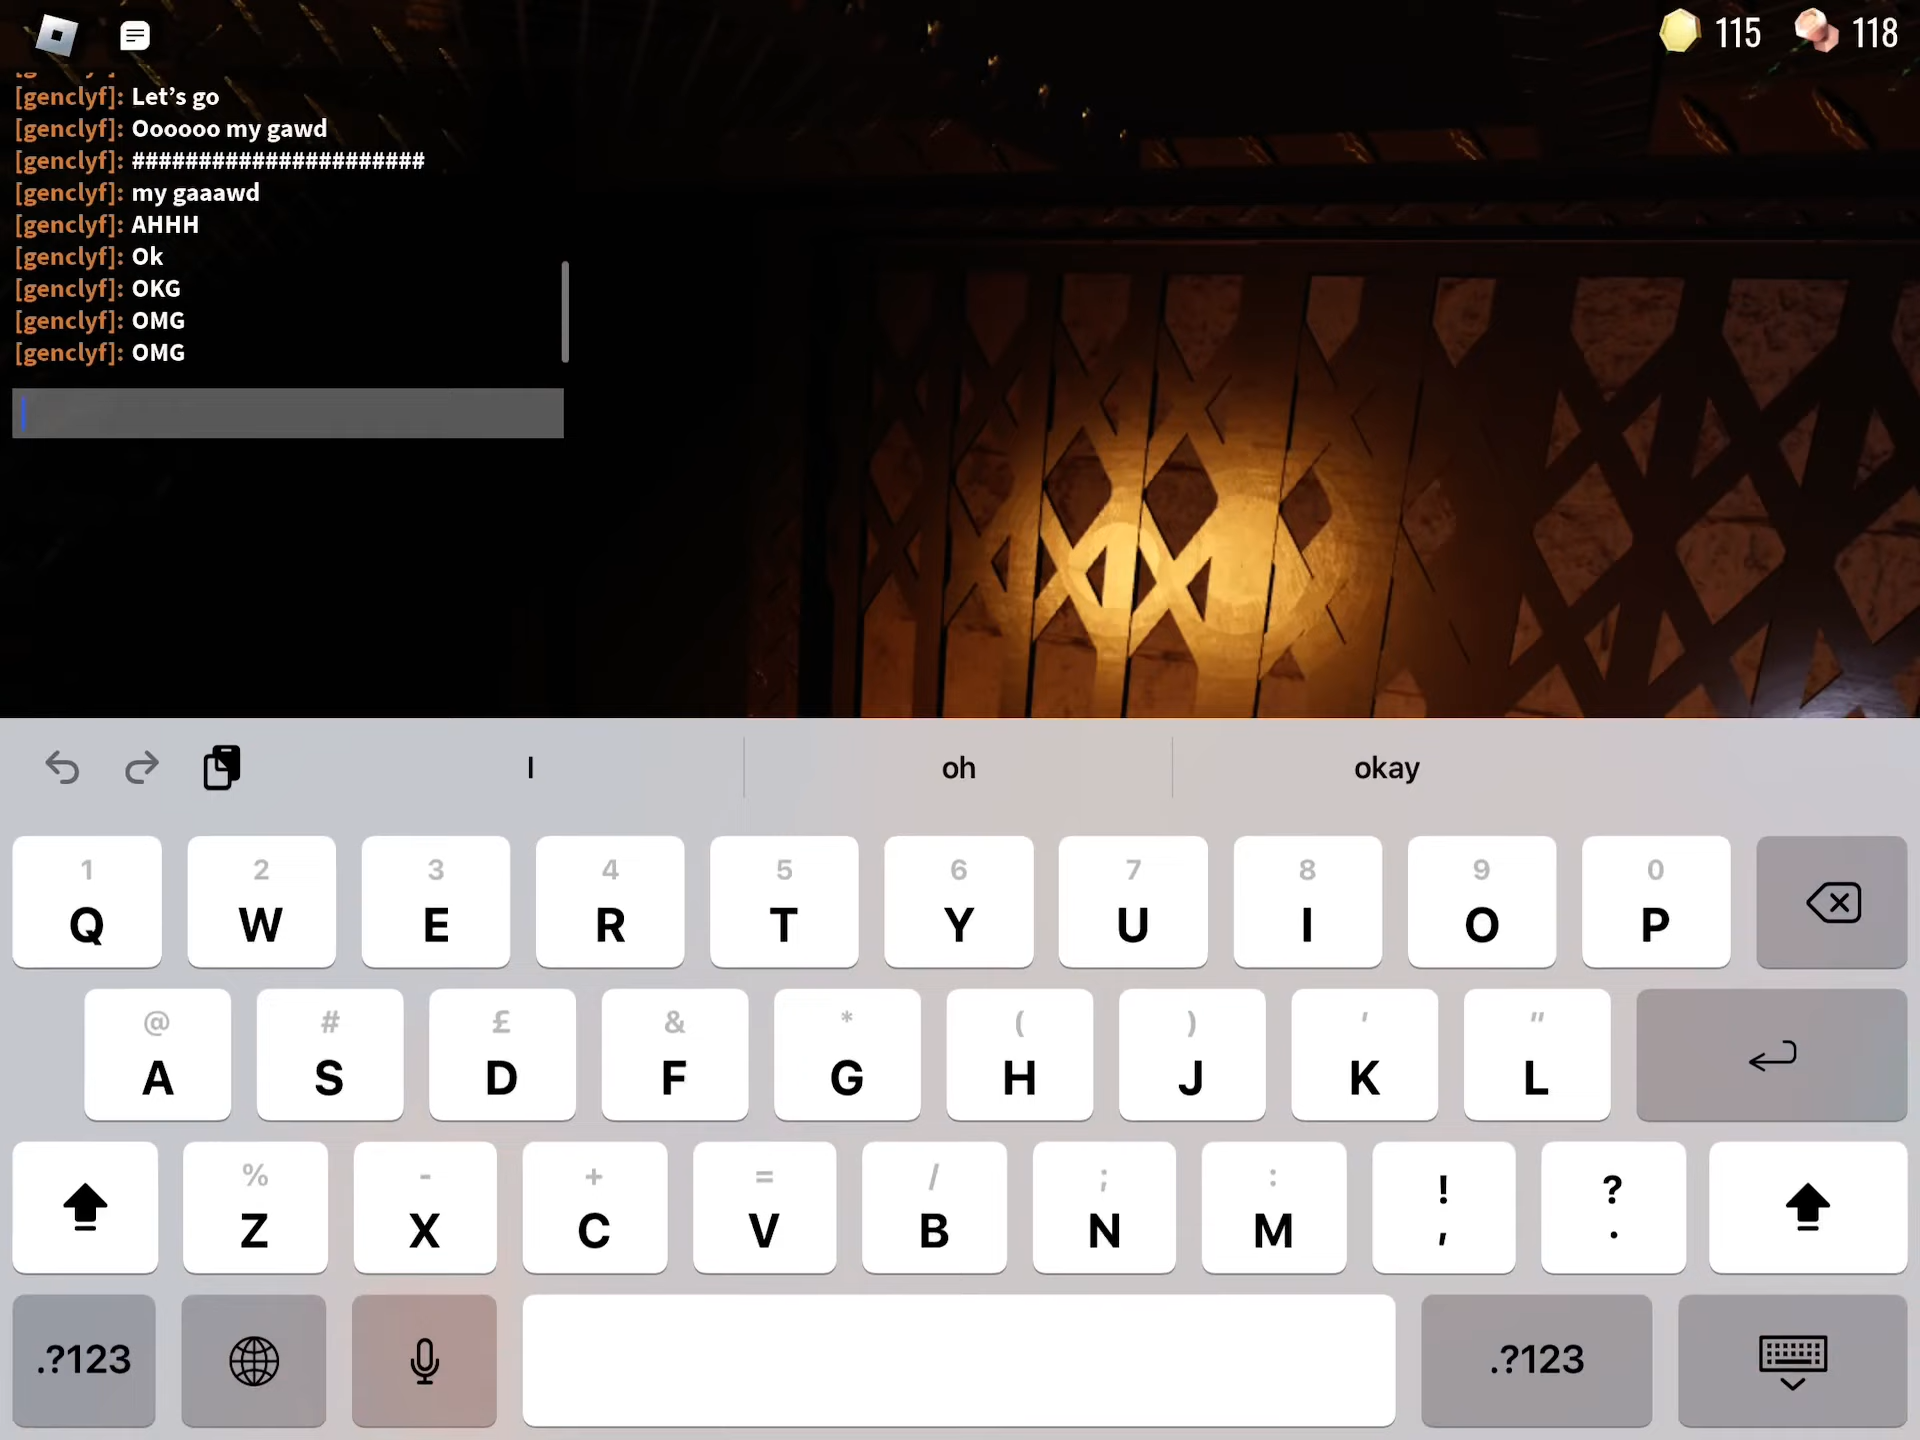 115 118
[genclyf]: Let’s go
[genclyf]: Oooooo my gawd
[genclyf]: ######################
[genclyf]: my gaaawd
[genclyf]: AHHH
[genclyf]: Ok
[genclyf]: OKG
[genclyf]: OMG
[genclyf]: OMG
I oh okay
1 2 3 4 5 6 7 8 9 0
Q W E R T Y U I O P
@ # £ & * ( ) ' "
A S D F G H J K L
% - + = / ; : ! ?
Z X C V B N M , .
.?123 .?123